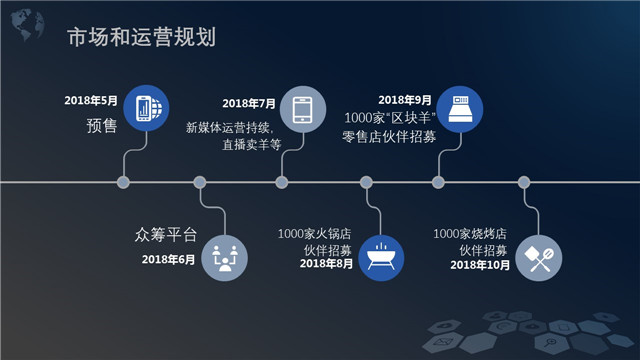 市场和运营规划
2018年5月
预售
2018年7月
新媒体运营持续,
直播卖羊等
2018年9月
1000家“区块羊”
零售店伙伴招募
众筹平台
2018年6月
1000家火锅店
伙伴招募
2018年8月
1000家烧烤店
伙伴招募
2018年10月